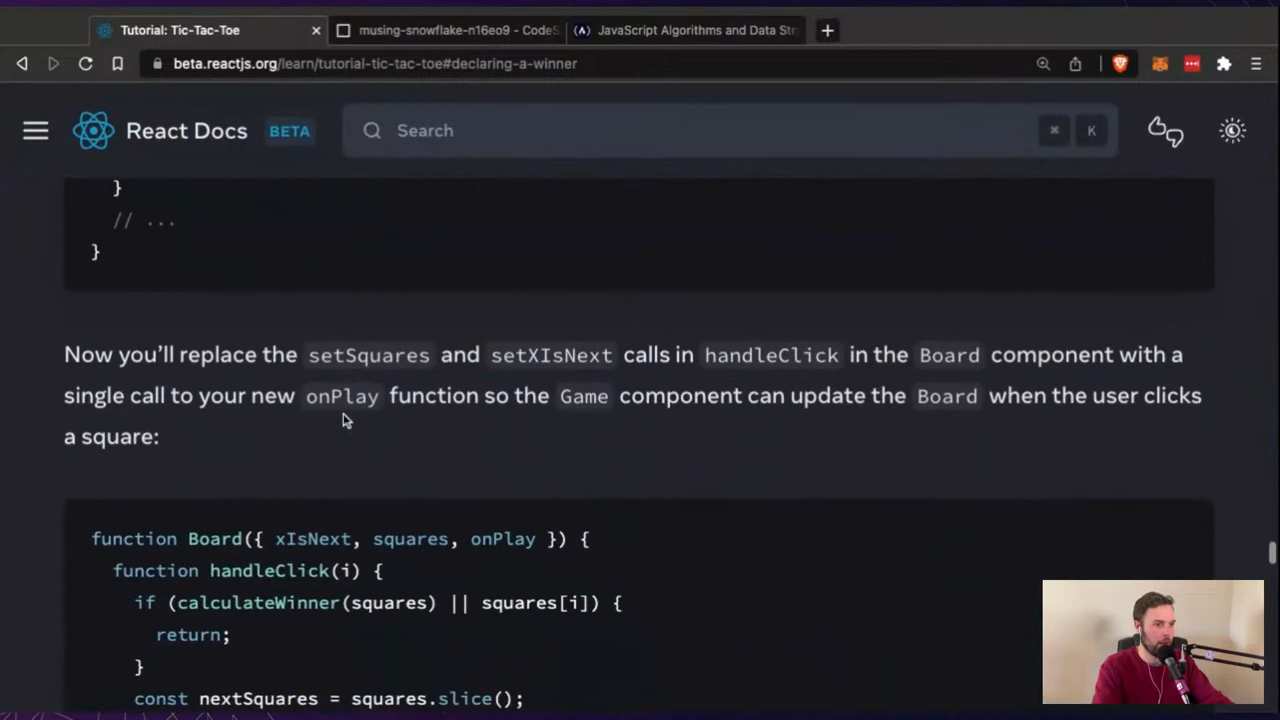 Tutorial: Tic-Tac-Toe
musing-snowflake-n16eo9 - CodeS
JavaScript Algorithms and Data Str
beta.reactjs.org/learn/tutorial-tic-tac-toe#declaring-a-winner
React Docs
BETA
Search
⌘
K
}
// ...
}
Now you’ll replace the setSquares and setXIsNext calls in handleClick in the Board component with a
single call to your new onPlay function so the Game component can update the Board when the user clicks
a square:
function Board({ xIsNext, squares, onPlay }) {
function handleClick(i) {
if (calculateWinner(squares) || squares[i]) {
return;
}
const nextSquares = squares.slice();